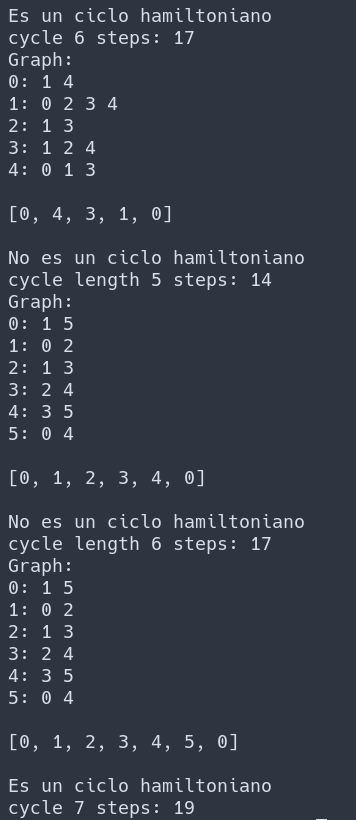 Es un ciclo hamiltoniano
cycle 6 steps: 17
Graph:
0: 1 4
1: 0 2 3 4
2: 1 3
3: 1 2 4
4: 0 1 3
[0, 4, 3, 1, 0]
No es un ciclo hamiltoniano
cycle length 5 steps: 14
Graph:
0: 1 5
1: 0 2
2: 1 3
3: 2 4
4: 3 5
5: 0 4
[0, 1, 2, 3, 4, 0]
No es un ciclo hamiltoniano
cycle length 6 steps: 17
Graph:
0: 1 5
1: 0 2
2: 1 3
3: 2 4
4: 3 5
5: 0 4
[0, 1, 2, 3, 4, 5, 0]
Es un ciclo hamiltoniano
cycle 7 steps: 19